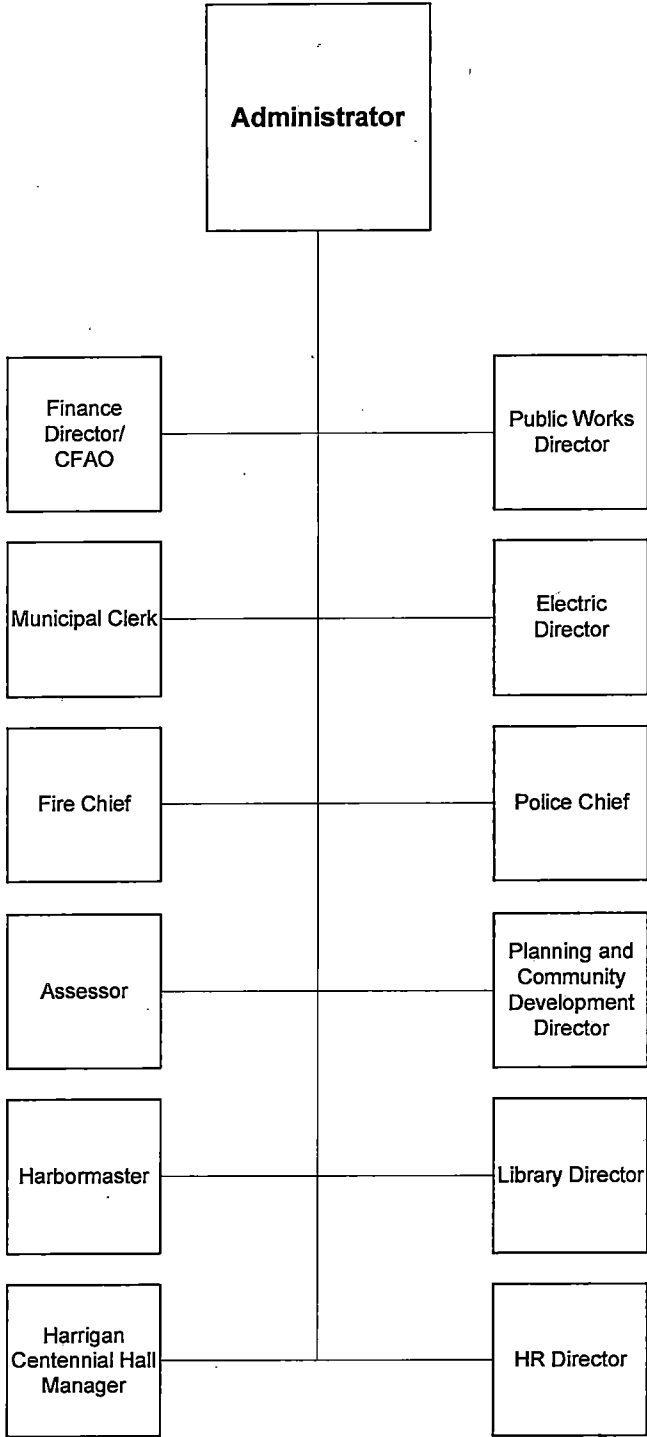 Administrator
Finance
Director/
CFAO
Public Works
Director
Municipal Clerk
Electric
Director
Fire Chief
Police Chief
Assessor
Planning and
Community
Development
Director
Harbormaster
Library Director
Harrigan
Centennial Hall
Manager
HR Director